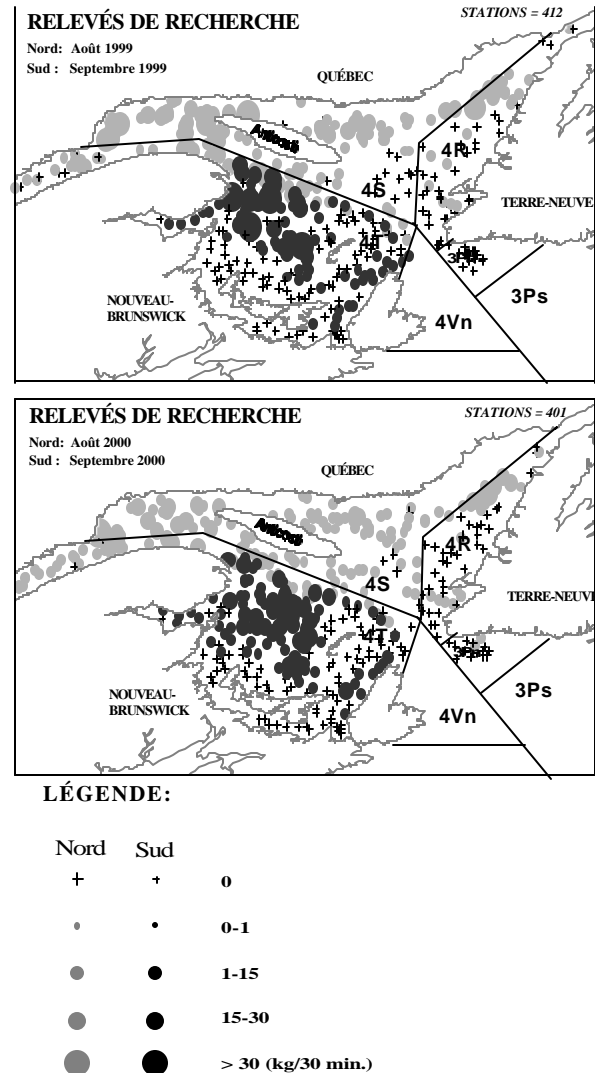 RELEVÉS DE RECHERCHE
STATIONS = 412
Nord: Août 1999
Sud : Septembre 1999
QUÉBEC
Anticosti
4R
4S
TERRE-NEUVE
4T
3Ps
NOUVEAU-
BRUNSWICK
4Vn
RELEVÉS DE RECHERCHE
STATIONS = 401
Nord: Août 2000
Sud : Septembre 2000
QUÉBEC
Anticosti
4R
4S
TERRE-NEUVE
4T
3Ps
NOUVEAU-
BRUNSWICK
4Vn
LÉGENDE:
Nord Sud
0
0-1
1-15
15-30
> 30 (kg/30 min.)